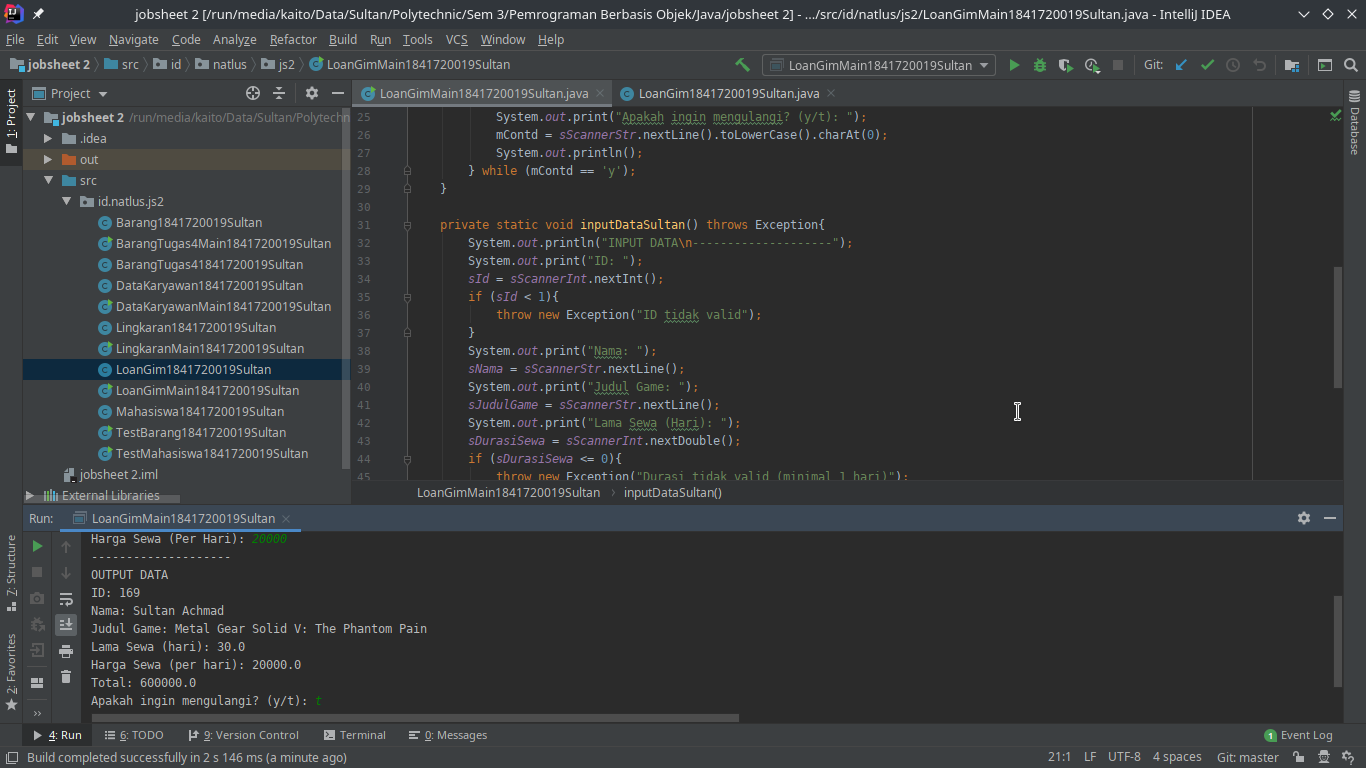 jobsheet 2 [/run/media/kaito/Data/Sultan/Polytechnic/Sem 3/Pemrograman Berbasis Objek/Java/jobsheet 2] - .../src/id/natlus/js2/LoanGimMain1841720019Sultan.java - IntelliJ IDEA
File Edit View Navigate Code Analyze Refactor Build Run Tools VCS Window Help
jobsheet 2 src id natlus js2 LoanGimMain1841720019Sultan LoanGimMain1841720019Sultan Git:
1: Project
Project
jobsheet 2 /run/media/kaito/Data/Sultan/Polytechn
.idea
out
src
id.natlus.js2
Barang1841720019Sultan
BarangTugas4Main1841720019Sultan
BarangTugas41841720019Sultan
DataKaryawan1841720019Sultan
DataKaryawanMain1841720019Sultan
Lingkaran1841720019Sultan
LingkaranMain1841720019Sultan
LoanGim1841720019Sultan
LoanGimMain1841720019Sultan
Mahasiswa1841720019Sultan
TestBarang1841720019Sultan
TestMahasiswa1841720019Sultan
jobsheet 2.iml
External Libraries
LoanGimMain1841720019Sultan.java LoanGim1841720019Sultan.java
25 System.out.print("Apakah ingin mengulangi? (y/t): ");
26 mContd = sScannerStr.nextLine().toLowerCase().charAt(0);
27 System.out.println();
28 } while (mContd == 'y');
29 }
30
31 private static void inputDataSultan() throws Exception{
32 System.out.println("INPUT DATA\n--------------------");
33 System.out.print("ID: ");
34 sId = sScannerInt.nextInt();
35 if (sId < 1){
36 throw new Exception("ID tidak valid");
37 }
38 System.out.print("Nama: ");
39 sNama = sScannerStr.nextLine();
40 System.out.print("Judul Game: ");
41 sJudulGame = sScannerStr.nextLine();
42 System.out.print("Lama Sewa (Hari): ");
43 sDurasiSewa = sScannerInt.nextDouble();
44 if (sDurasiSewa <= 0){
45 throw new Exception("Durasi tidak valid (minimal 1 hari)");
LoanGimMain1841720019Sultan inputDataSultan()
Database
Run: LoanGimMain1841720019Sultan
Harga Sewa (Per Hari): 20000
--------------------
OUTPUT DATA
ID: 169
Nama: Sultan Achmad
Judul Game: Metal Gear Solid V: The Phantom Pain
Lama Sewa (hari): 30.0
Harga Sewa (per hari): 20000.0
Total: 600000.0
Apakah ingin mengulangi? (y/t): t
7: Structure
2: Favorites
4: Run 6: TODO 9: Version Control Terminal 0: Messages 1 Event Log
Build completed successfully in 2 s 146 ms (a minute ago) 21:1 LF UTF-8 4 spaces Git: master